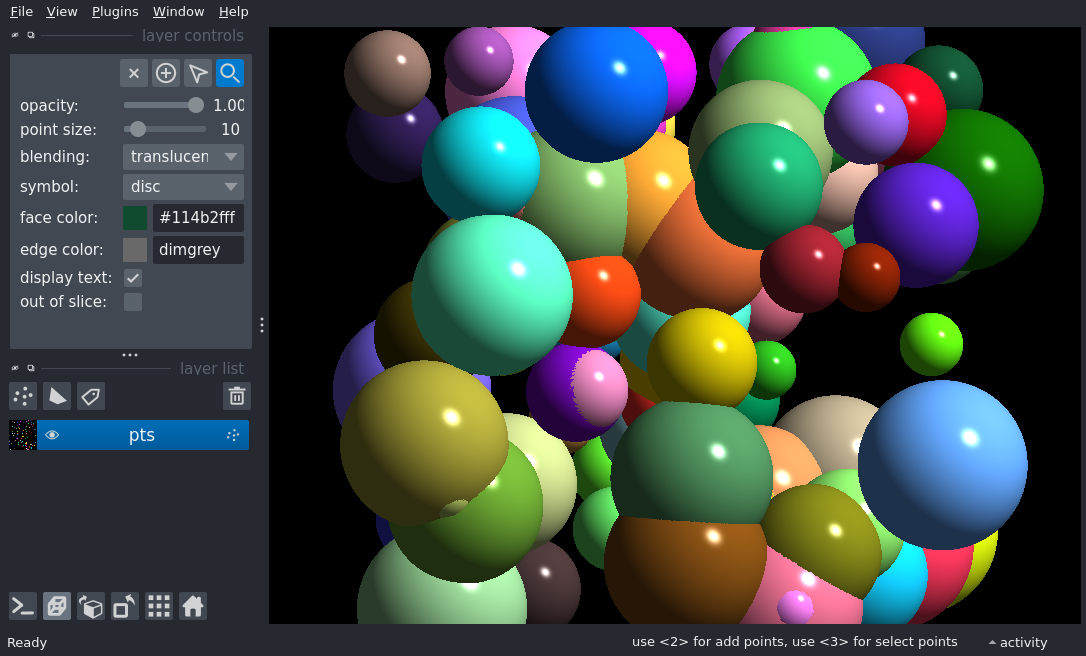 File View Plugins Window Help
layer controls
opacity: 1.00
point size: 10
blending: translucen
symbol: disc
face color: #114b2fff
edge color: dimgrey
display text:
out of slice:
layer list
pts
Ready
use <2> for add points, use <3> for select points
activity